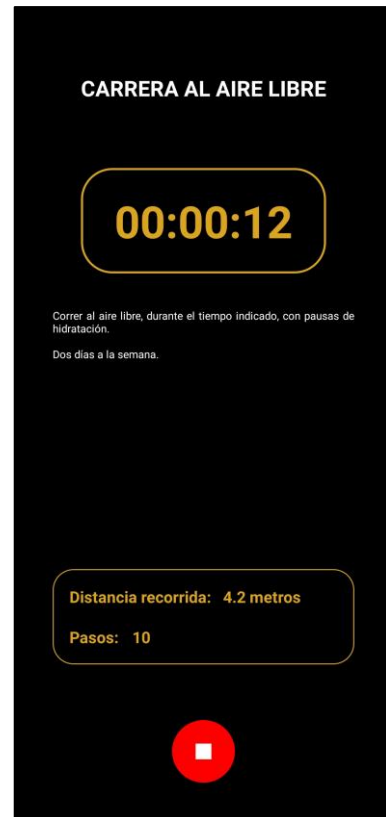 CARRERA AL AIRE LIBRE
00:00:12
Correr al aire libre, durante el tiempo indicado, con pausas de
hidratación.
Dos días a la semana.
Distancia recorrida: 4.2 metros
Pasos: 10